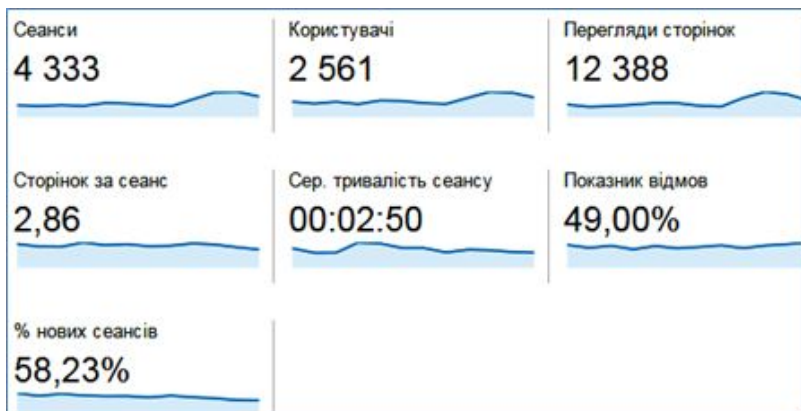 Сеанси
Користувачі
Перегляди сторінок
4 333
2 561
12 388
Сторінок за сеанс
Сер. тривалість сеансу
Показник відмов
2,86
00:02:50
49,00%
% нових сеансів
58,23%